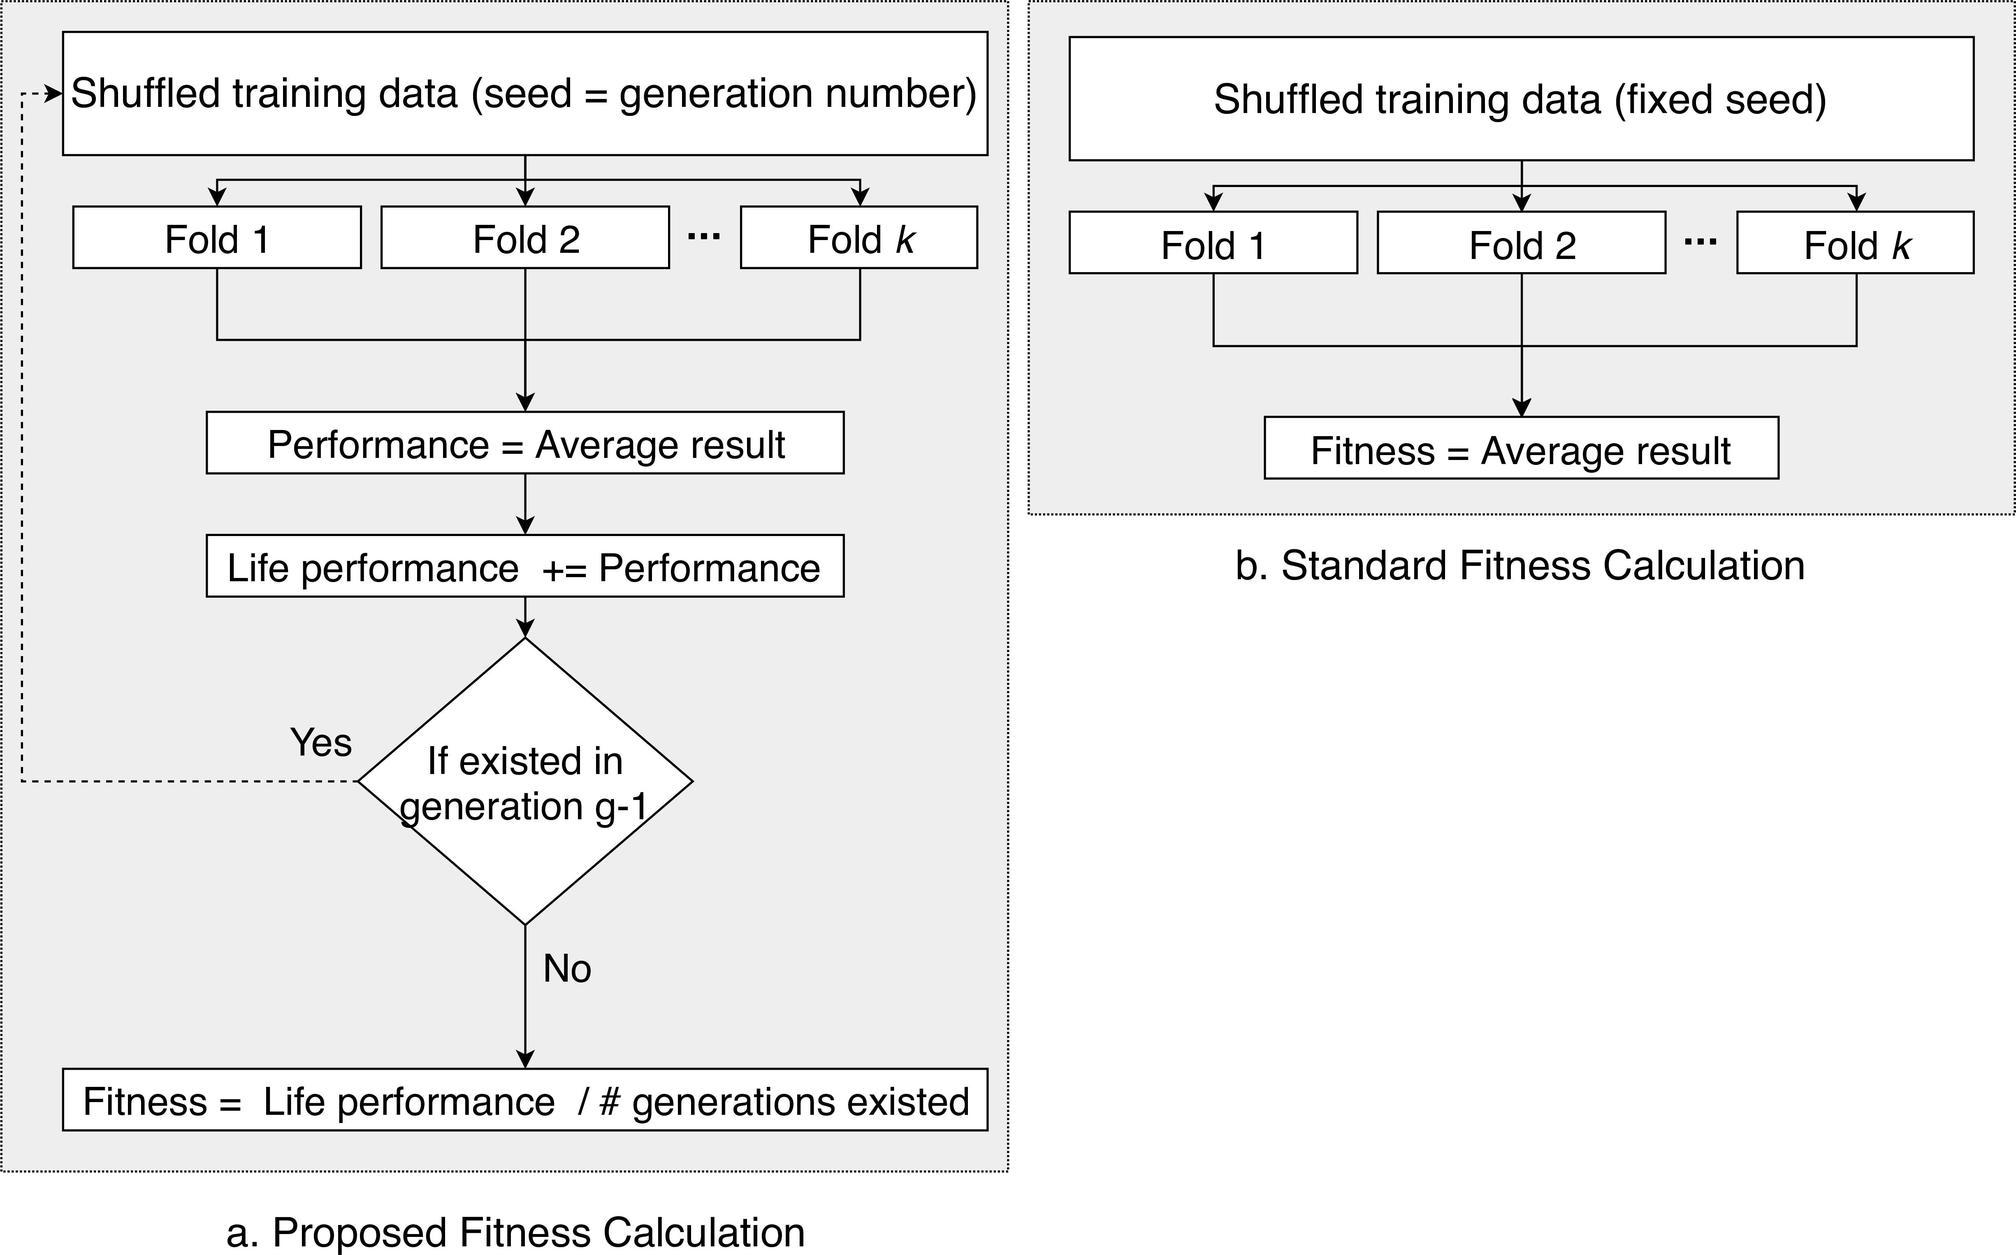 Shuffled training data (seed = generation number)
Fold 1
Fold 2
...
Fold k
Performance = Average result
Life performance += Performance
If existed in
generation g-1
Yes
No
Fitness = Life performance / # generations existed
a. Proposed Fitness Calculation
Shuffled training data (fixed seed)
Fold 1
Fold 2
...
Fold k
Fitness = Average result
b. Standard Fitness Calculation